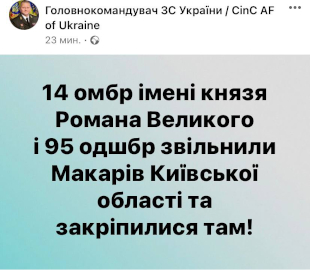 Головнокомандувач ЗС України / CinC AF
of Ukraine
23 мин. ·
14 омбр імені князя
Романа Великого
і 95 одшбр звільнили
Макарів Київської
області та
закріпилися там!